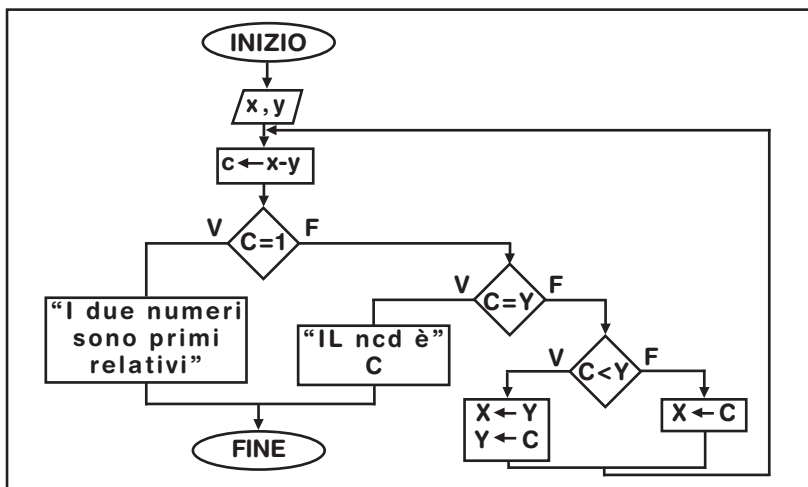 INIZIO
x,y
c←x-y
V F
C=1
V F
C=Y
"I due numeri
sono primi
relativi"
"IL ncd è"
C
V F
C<Y
X←Y
Y←C
X←C
FINE